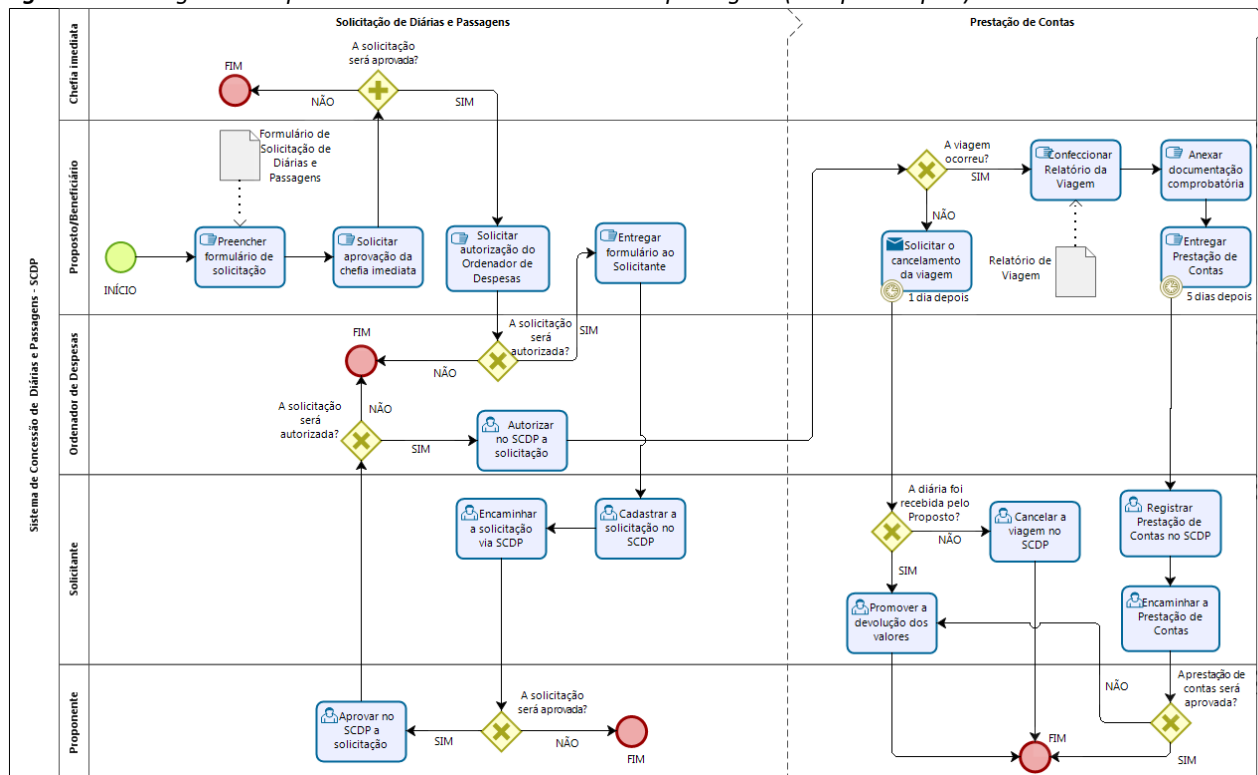 Solicitação de Diárias e Passagens
Prestação de Contas
Sistema de Concessão de Diárias e Passagens - SCDP
Chefia imediata
A solicitação
será aprovada?
FIM
NÃO
SIM
Proposto/Beneficiário
Formulário de
Solicitação de
Diárias e
Passagens
INÍCIO
Preencher
formulário de
solicitação
Solicitar
aprovação da
chefia imediata
Solicitar
autorização do
Ordenador de
Despesas
Entregar
formulário ao
Solicitante
A viagem
ocorreu?
SIM
NÃO
Confeccionar
Relatório da
Viagem
Anexar
documentação
comprobatória
Solicitar o
cancelamento
da viagem
1 dia depois
Relatório de
Viagem
Entregar
Prestação de
Contas
5 dias depois
Ordenador de Despesas
FIM
A solicitação
será
autorizada?
SIM
NÃO
A solicitação
será
autorizada?
NÃO
SIM
Autorizar
no SCDP a
solicitação
Solicitante
Encaminhar
a solicitação
via SCDP
Cadastrar a
solicitação no
SCDP
A diária foi
recebida pelo
Proposto?
NÃO
SIM
Cancelar a
viagem no
SCDP
Registrar
Prestação de
Contas no SCDP
Promover a
devolução dos
valores
Encaminhar a
Prestação de
Contas
Proponente
Aprovar no
SCDP a
solicitação
SIM
A solicitação
será aprovada?
NÃO
FIM
FIM
NÃO
A prestação de
contas será
aprovada?
SIM